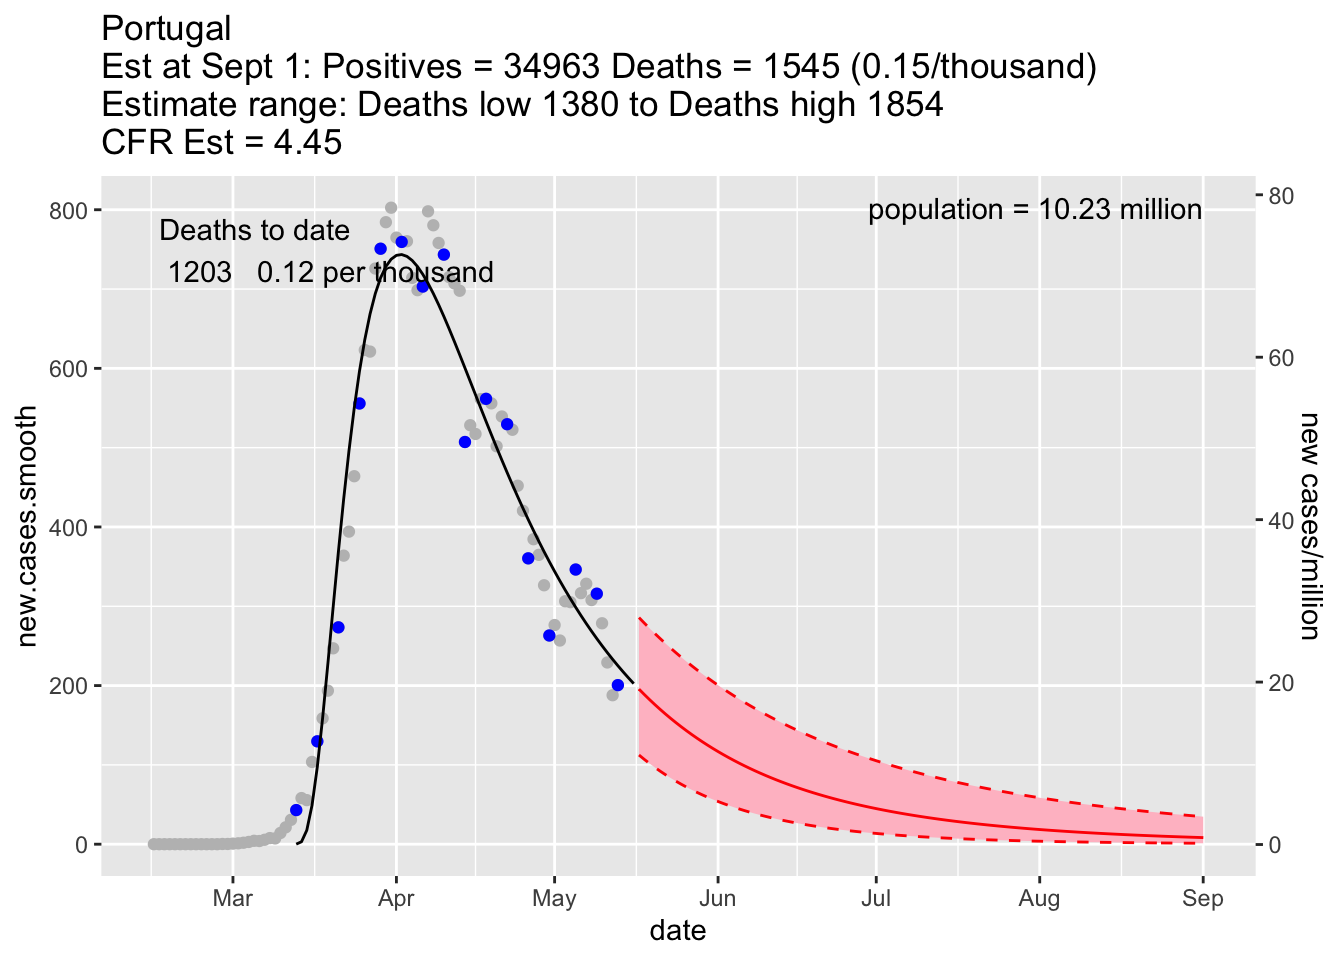 Portugal
Est at Sept 1: Positives = 34963 Deaths = 1545 (0.15/thousand)
Estimate range: Deaths low 1380 to Deaths high 1854
CFR Est = 4.45
population = 10.23 million
Deaths to date
1203   0.12 per thousand
new.cases.smooth
800
600
400
200
0
80
60
40
20
0
new cases/million
Mar
Apr
May
Jun
Jul
Aug
Sep
date